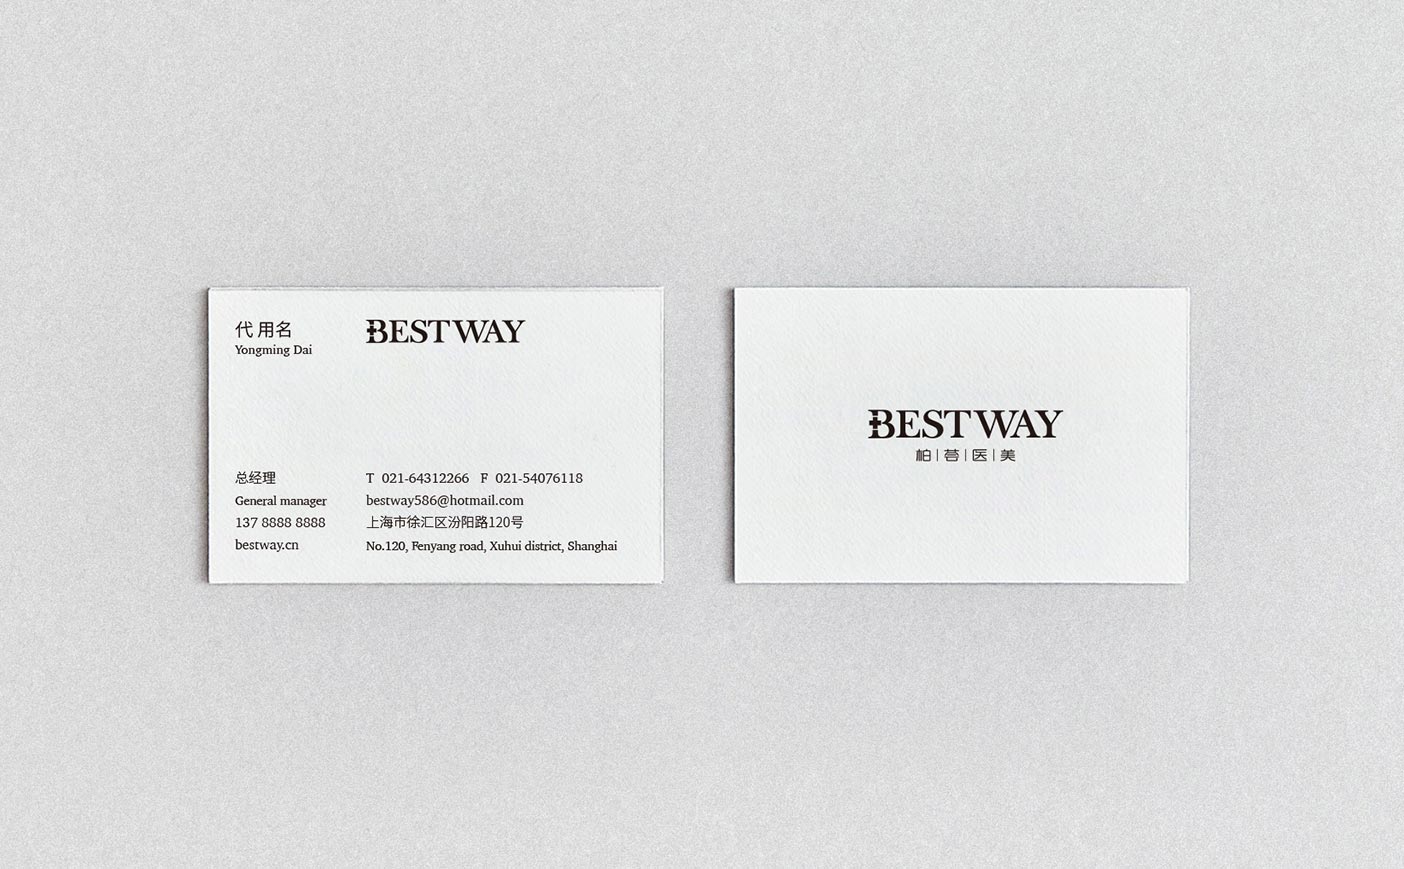 代 用名
Yongming Dai
BESTWAY
总经理
General manager
137 8888 8888
bestway.cn
T 021-64312266 F 021-54076118
bestway586@hotmail.com
上海市徐汇区汾阳路120号
No.120, Fenyang road, Xuhui district, Shanghai
BESTWAY
柏|荟|医|美